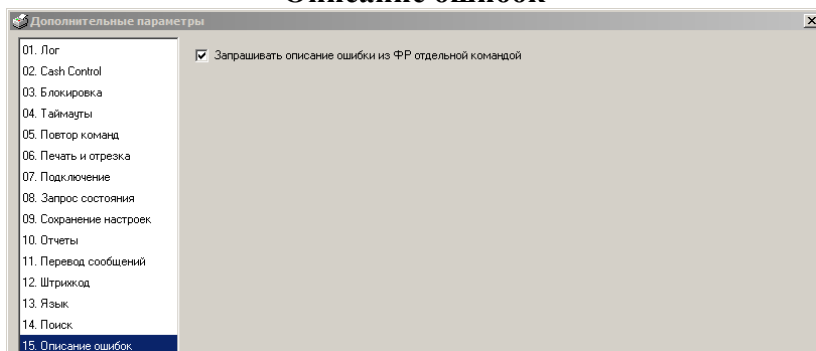 Описание ошибок
Дополнительные параметры
01. Лог
02. Cash Control
03. Блокировка
04. Таймауты
05. Повтор команд
06. Печать и отрезка
07. Подключение
08. Запрос состояния
09. Сохранение настроек
10. Отчеты
11. Перевод сообщений
12. Штрихкод
13. Язык
14. Поиск
15. Описание ошибок
Запрашивать описание ошибки из ФР отдельной командой